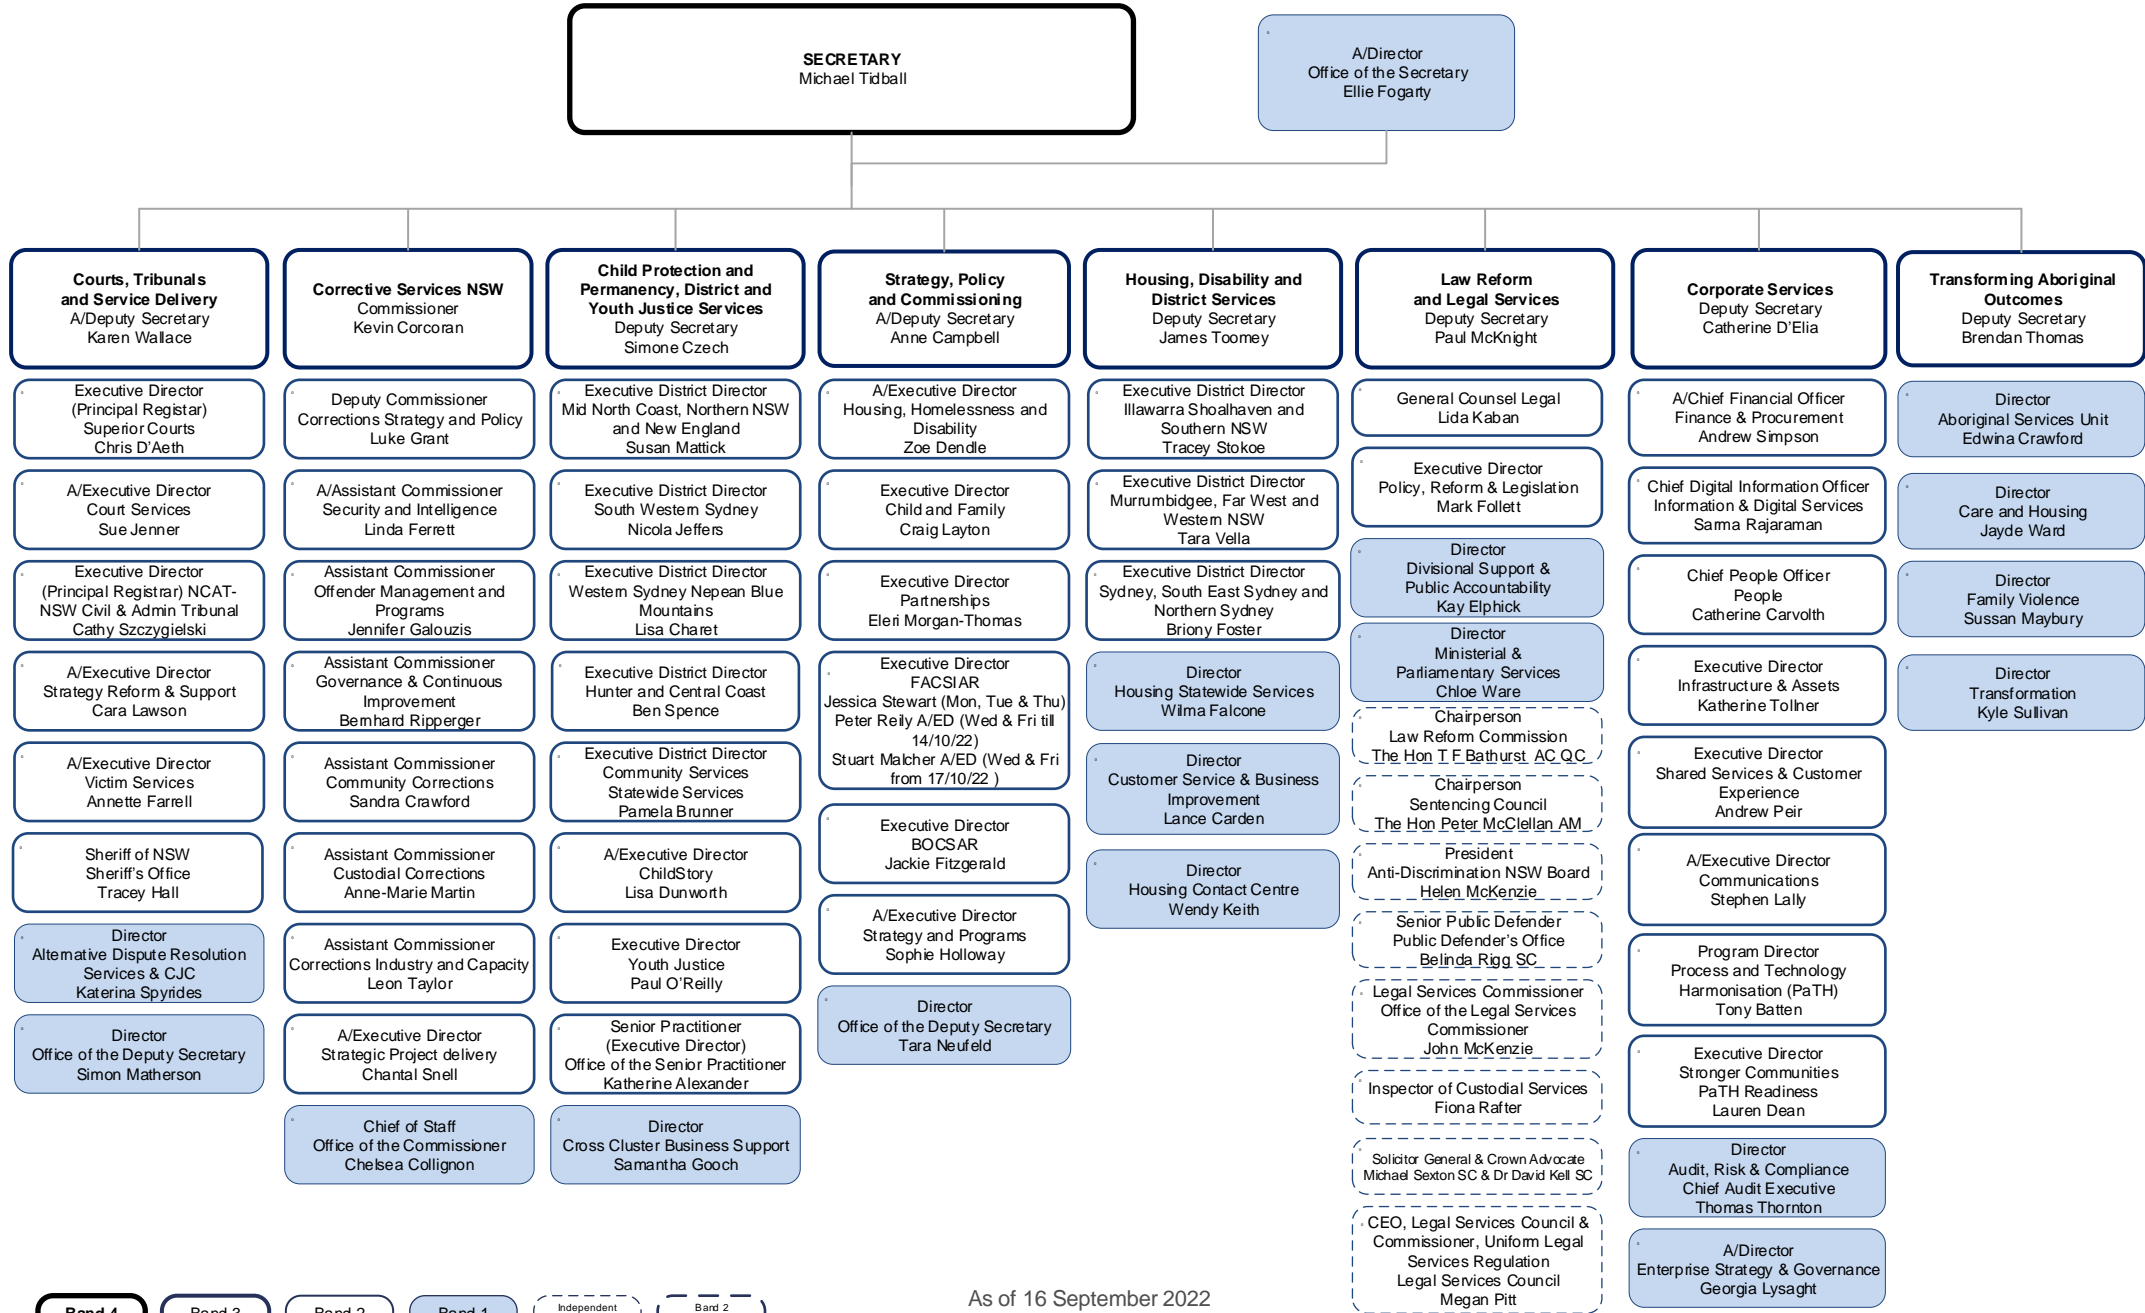 SECRETARY
Michael Tidball
A/Director
Office of the Secretary
Ellie Fogarty
Courts, Tribunals
and Service Delivery
A/Deputy Secretary
Karen Wallace
Executive Director
(Principal Registar)
Superior Courts
Chris D'Aeth
A/Executive Director
Court Services
Sue Jenner
Executive Director
(Principal Registrar) NCAT-
NSW Civil & Admin Tribunal
Cathy Szczygielski
A/Executive Director
Strategy Reform & Support
Cara Lawson
A/Executive Director
Victim Services
Annette Farrell
Sheriff of NSW
Sheriff's Office
Tracey Hall
Director
Alternative Dispute Resolution
Services & CJC
Katerina Spyrides
Director
Office of the Deputy Secretary
Simon Matherson
Corrective Services NSW
Commissioner
Kevin Corcoran
Deputy Commissioner
Corrections Strategy and Policy
Luke Grant
A/Assistant Commissioner
Security and Intelligence
Linda Ferrett
Assistant Commissioner
Offender Management and
Programs
Jennifer Galouzis
Assistant Commissioner
Governance & Continuous
Improvement
Bernhard Ripperger
Assistant Commissioner
Community Corrections
Sandra Crawford
Assistant Commissioner
Custodial Corrections
Anne-Marie Martin
Assistant Commissioner
Corrections Industry and Capacity
Leon Taylor
A/Executive Director
Strategic Project delivery
Chantal Snell
Chief of Staff
Office of the Commissioner
Chelsea Collignon
Child Protection and
Permanency, District and
Youth Justice Services
Deputy Secretary
Simone Czech
Executive District Director
Mid North Coast, Northern NSW
and New England
Susan Mattick
Executive District Director
South Western Sydney
Nicola Jeffers
Executive District Director
Western Sydney Nepean Blue
Mountains
Lisa Charet
Executive District Director
Hunter and Central Coast
Ben Spence
Executive District Director
Community Services
Statewide Services
Pamela Brunner
A/Executive Director
ChildStory
Lisa Dunworth
Executive Director
Youth Justice
Paul O'Reilly
Senior Practitioner
(Executive Director)
Office of the Senior Practitioner
Katherine Alexander
Director
Cross Cluster Business Support
Samantha Gooch
Strategy, Policy
and Commissioning
A/Deputy Secretary
Anne Campbell
A/Executive Director
Housing, Homelessness and
Disability
Zoe Dendle
Executive Director
Child and Family
Craig Layton
Executive Director
Partnerships
Eleri Morgan-Thomas
Executive Director
FACSIAR
Jessica Stewart (Mon, Tue & Thu)
Peter Reily A/ED (Wed & Fri till
14/10/22)
Stuart Malcher A/ED (Wed & Fri
from 17/10/22 )
Executive Director
BOCSAR
Jackie Fitzgerald
A/Executive Director
Strategy and Programs
Sophie Holloway
Director
Office of the Deputy Secretary
Tara Neufeld
Housing, Disability and
District Services
Deputy Secretary
James Toomey
Executive District Director
Illawarra Shoalhaven and
Southern NSW
Tracey Stokoe
Executive District Director
Murrumbidgee, Far West and
Western NSW
Tara Vella
Executive District Director
Sydney, South East Sydney and
Northern Sydney
Briony Foster
Director
Housing Statewide Services
Wilma Falcone
Director
Customer Service & Business
Improvement
Lance Carden
Director
Housing Contact Centre
Wendy Keith
Law Reform
and Legal Services
Deputy Secretary
Paul McKnight
General Counsel Legal
Lida Kaban
Executive Director
Policy, Reform & Legislation
Mark Follett
Director
Divisional Support &
Public Accountability
Kay Elphick
Director
Ministerial &
Parliamentary Services
Chloe Ware
Chairperson
Law Reform Commission
The Hon T F Bathurst AC QC
Chairperson
Sentencing Council
The Hon Peter McClellan AM
President
Anti-Discrimination NSW Board
Helen McKenzie
Senior Public Defender
Public Defender's Office
Belinda Rigg SC
Legal Services Commissioner
Office of the Legal Services
Commissioner
John McKenzie
Inspector of Custodial Services
Fiona Rafter
Solicitor General & Crown Advocate
Michael Sexton SC & Dr David Kell SC
CEO, Legal Services Council &
Commissioner, Uniform Legal
Services Regulation
Legal Services Council
Megan Pitt
Corporate Services
Deputy Secretary
Catherine D'Elia
A/Chief Financial Officer
Finance & Procurement
Andrew Simpson
Chief Digital Information Officer
Information & Digital Services
Sarma Rajaraman
Chief People Officer
People
Catherine Carvolth
Executive Director
Infrastructure & Assets
Katherine Tollner
Executive Director
Shared Services & Customer
Experience
Andrew Peir
A/Executive Director
Communications
Stephen Lally
Program Director
Process and Technology
Harmonisation (PaTH)
Tony Batten
Executive Director
Stronger Communities
PaTH Readiness
Lauren Dean
Director
Audit, Risk & Compliance
Chief Audit Executive
Thomas Thornton
A/Director
Enterprise Strategy & Governance
Georgia Lysaght
Transforming Aboriginal
Outcomes
Deputy Secretary
Brendan Thomas
Director
Aboriginal Services Unit
Edwina Crawford
Director
Care and Housing
Jayde Ward
Director
Family Violence
Sussan Maybury
Director
Transformation
Kyle Sullivan
Band 4
Band 3
Band 2
Band 1
Independent
Band 2
As of 16 September 2022